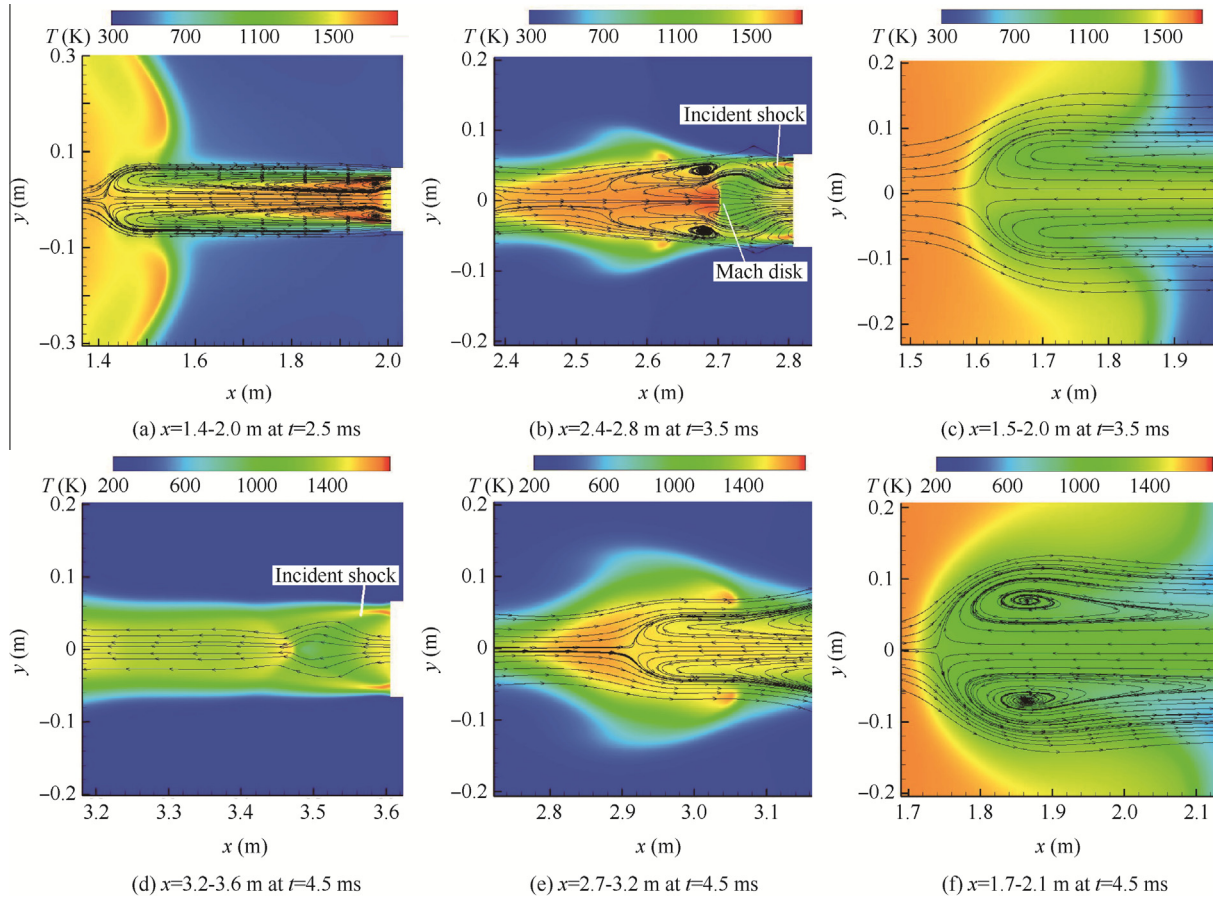 T (K) 300 700 1100 1500
0.3
0.1
0
−0.1
−0.3
y (m)
1.4 1.6 1.8 2.0
x (m)
(a) x=1.4-2.0 m at t=2.5 ms
T (K) 300 700 1100 1500
0.2
0.1
0
−0.1
−0.2
y (m)
Incident shock
Mach disk
2.4 2.5 2.6 2.7 2.8
x (m)
(b) x=2.4-2.8 m at t=3.5 ms
T (K) 300 700 1100 1500
0.2
0.1
0
−0.1
−0.2
y (m)
1.5 1.6 1.7 1.8 1.9
x (m)
(c) x=1.5-2.0 m at t=3.5 ms
T (K) 200 600 1000 1400
0.2
0.1
0
−0.1
−0.2
y (m)
Incident shock
3.2 3.3 3.4 3.5 3.6
x (m)
(d) x=3.2-3.6 m at t=4.5 ms
T (K) 200 600 1000 1400
0.2
0.1
0
−0.1
−0.2
y (m)
2.8 2.9 3.0 3.1
x (m)
(e) x=2.7-3.2 m at t=4.5 ms
T (K) 200 600 1000 1400
0.2
0.1
0
−0.1
−0.2
y (m)
1.7 1.8 1.9 2.0 2.1
x (m)
(f) x=1.7-2.1 m at t=4.5 ms